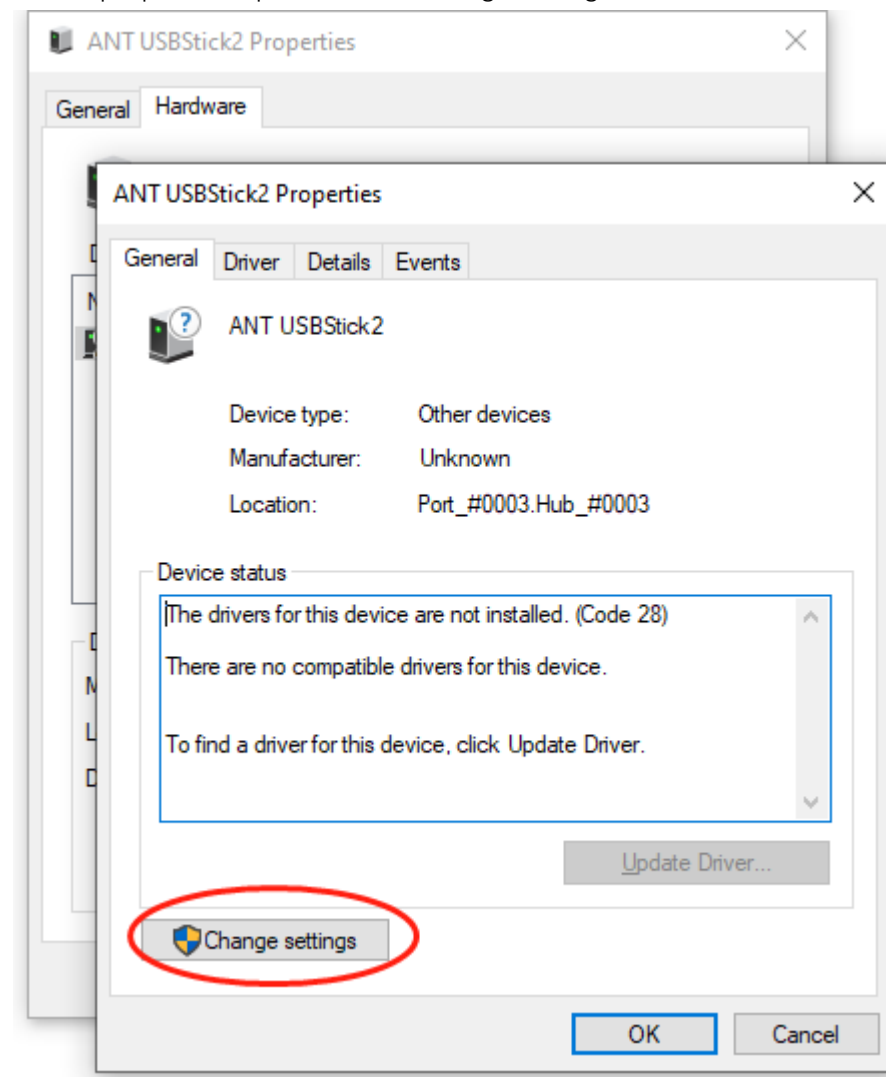 ANT USBStick2 Properties
General Hardware
ANT USBStick2 Properties
General Driver Details Events
ANT USBStick2
Device type: Other devices
Manufacturer: Unknown
Location: Port_#0003.Hub_#0003
Device status
The drivers for this device are not installed. (Code 28)
There are no compatible drivers for this device.
To find a driver for this device, click Update Driver.
Update Driver...
Change settings
OK Cancel